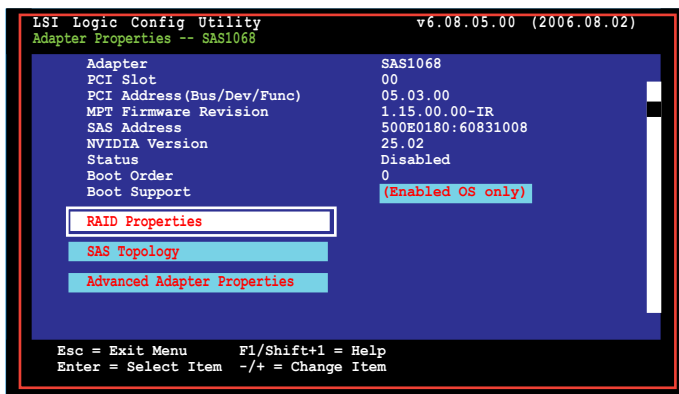 LSI Logic Config Utility v6.08.05.00 (2006.08.02)
Adapter Properties -- SAS1068
Adapter SAS1068
PCI Slot 00
PCI Address(Bus/Dev/Func) 05.03.00
MPT Firmware Revision 1.15.00.00-IR
SAS Address 500E0180:60831008
NVIDIA Version 25.02
Status Disabled
Boot Order 0
Boot Support (Enabled OS only)
RAID Properties
SAS Topology
Advanced Adapter Properties
Esc = Exit Menu F1/Shift+1 = Help
Enter = Select Item -/+ = Change Item